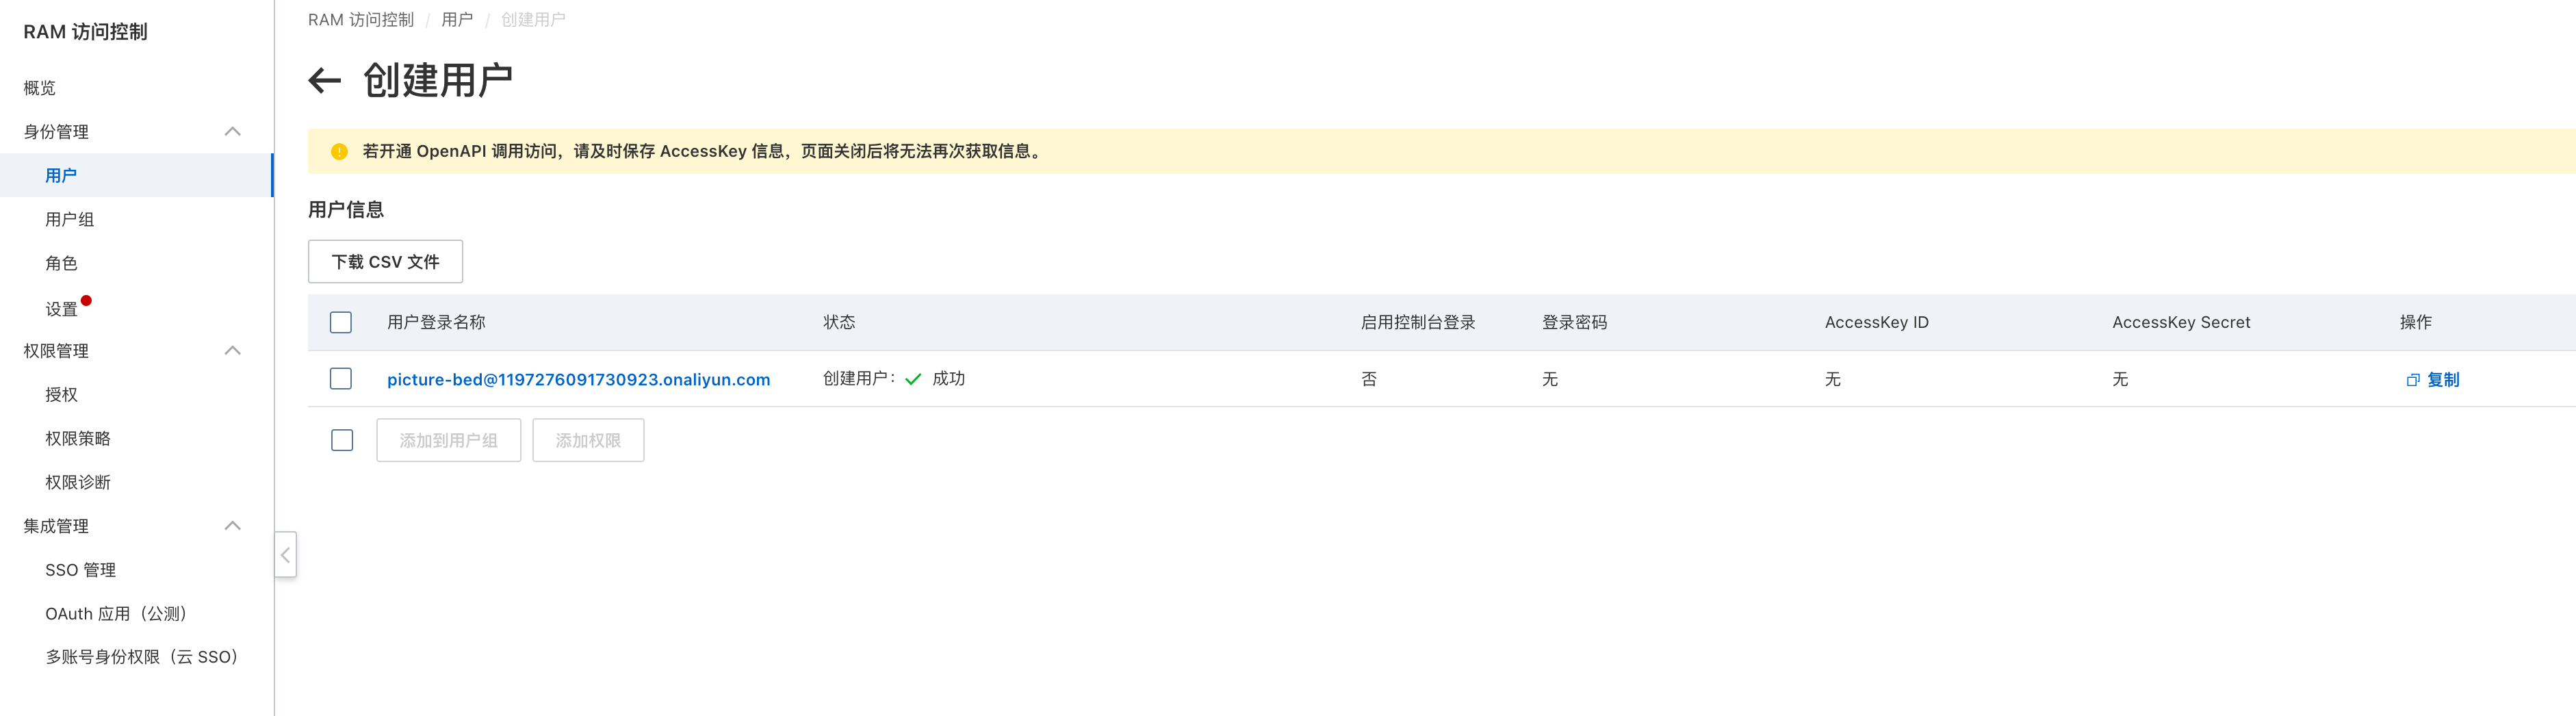 RAM 访问控制
概览
身份管理
用户
用户组
角色
设置
权限管理
授权
权限策略
权限诊断
集成管理
SSO 管理
OAuth 应用（公测）
多账号身份权限（云 SSO）
RAM 访问控制 / 用户 / 创建用户
创建用户
若开通 OpenAPI 调用访问，请及时保存 AccessKey 信息，页面关闭后将无法再次获取信息。
用户信息
下载 CSV 文件
用户登录名称 状态 启用控制台登录 登录密码 AccessKey ID AccessKey Secret 操作
picture-bed@1197276091730923.onaliyun.com 创建用户： 成功 否 无 无 无 复制
添加到用户组 添加权限